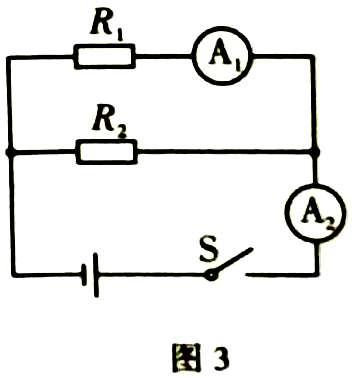 R₁
A₁
R₂
A₂
S
图 3